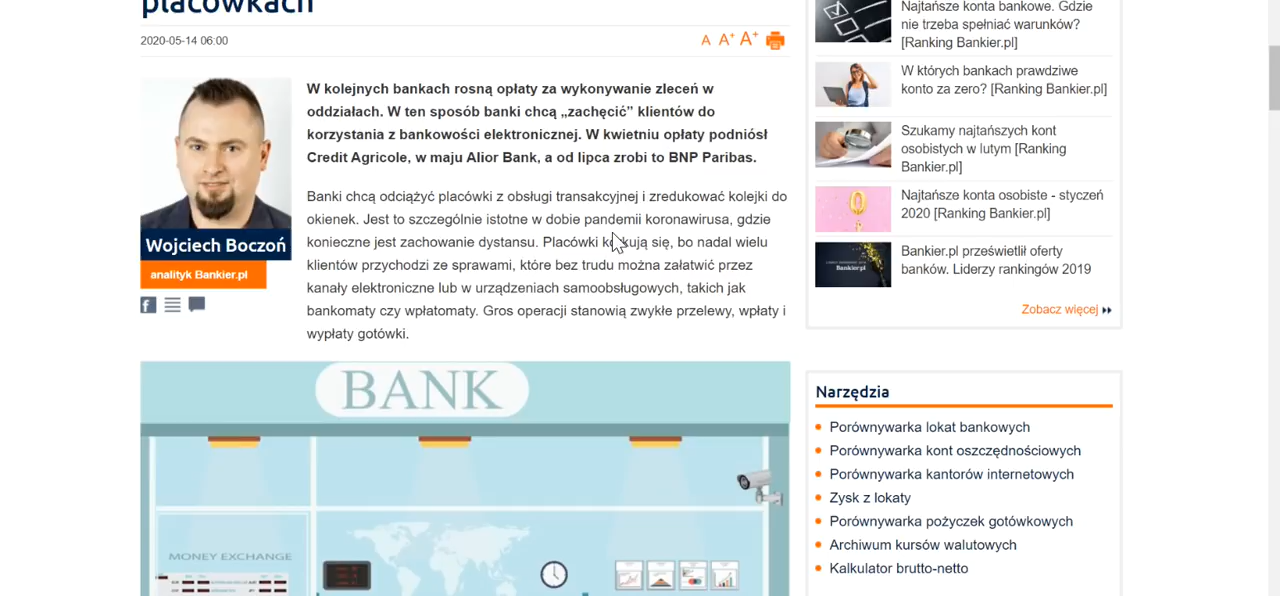 placówkach
2020-05-14 06:00
A A+ A+
W kolejnych bankach rosną opłaty za wykonywanie zleceń w
oddziałach. W ten sposób banki chcą „zachęcić” klientów do
korzystania z bankowości elektronicznej. W kwietniu opłaty podniósł
Credit Agricole, w maju Alior Bank, a od lipca zrobi to BNP Paribas.
Wojciech Boczoń
analityk Bankier.pl
Banki chcą odciążyć placówki z obsługi transakcyjnej i zredukować kolejki do
okienek. Jest to szczególnie istotne w dobie pandemii koronawirusa, gdzie
konieczne jest zachowanie dystansu. Placówki korkują się, bo nadal wielu
klientów przychodzi ze sprawami, które bez trudu można załatwić przez
kanały elektroniczne lub w urządzeniach samoobsługowych, takich jak
bankomaty czy wpłatomaty. Gros operacji stanowią zwykłe przelewy, wpłaty i
wypłaty gotówki.
BANK
MONEY EXCHANGE
Najtańsze konta bankowe. Gdzie
nie trzeba spełniać warunków?
[Ranking Bankier.pl]
W których bankach prawdziwe
konto za zero? [Ranking Bankier.pl]
Szukamy najtańszych kont
osobistych w lutym [Ranking
Bankier.pl]
Najtańsze konta osobiste - styczeń
2020 [Ranking Bankier.pl]
Bankier.pl prześwietlił oferty
banków. Liderzy rankingów 2019
Bankier.pl
Zobacz więcej
Narzędzia
Porównywarka lokat bankowych
Porównywarka kont oszczędnościowych
Porównywarka kantorów internetowych
Zysk z lokaty
Porównywarka pożyczek gotówkowych
Archiwum kursów walutowych
Kalkulator brutto-netto